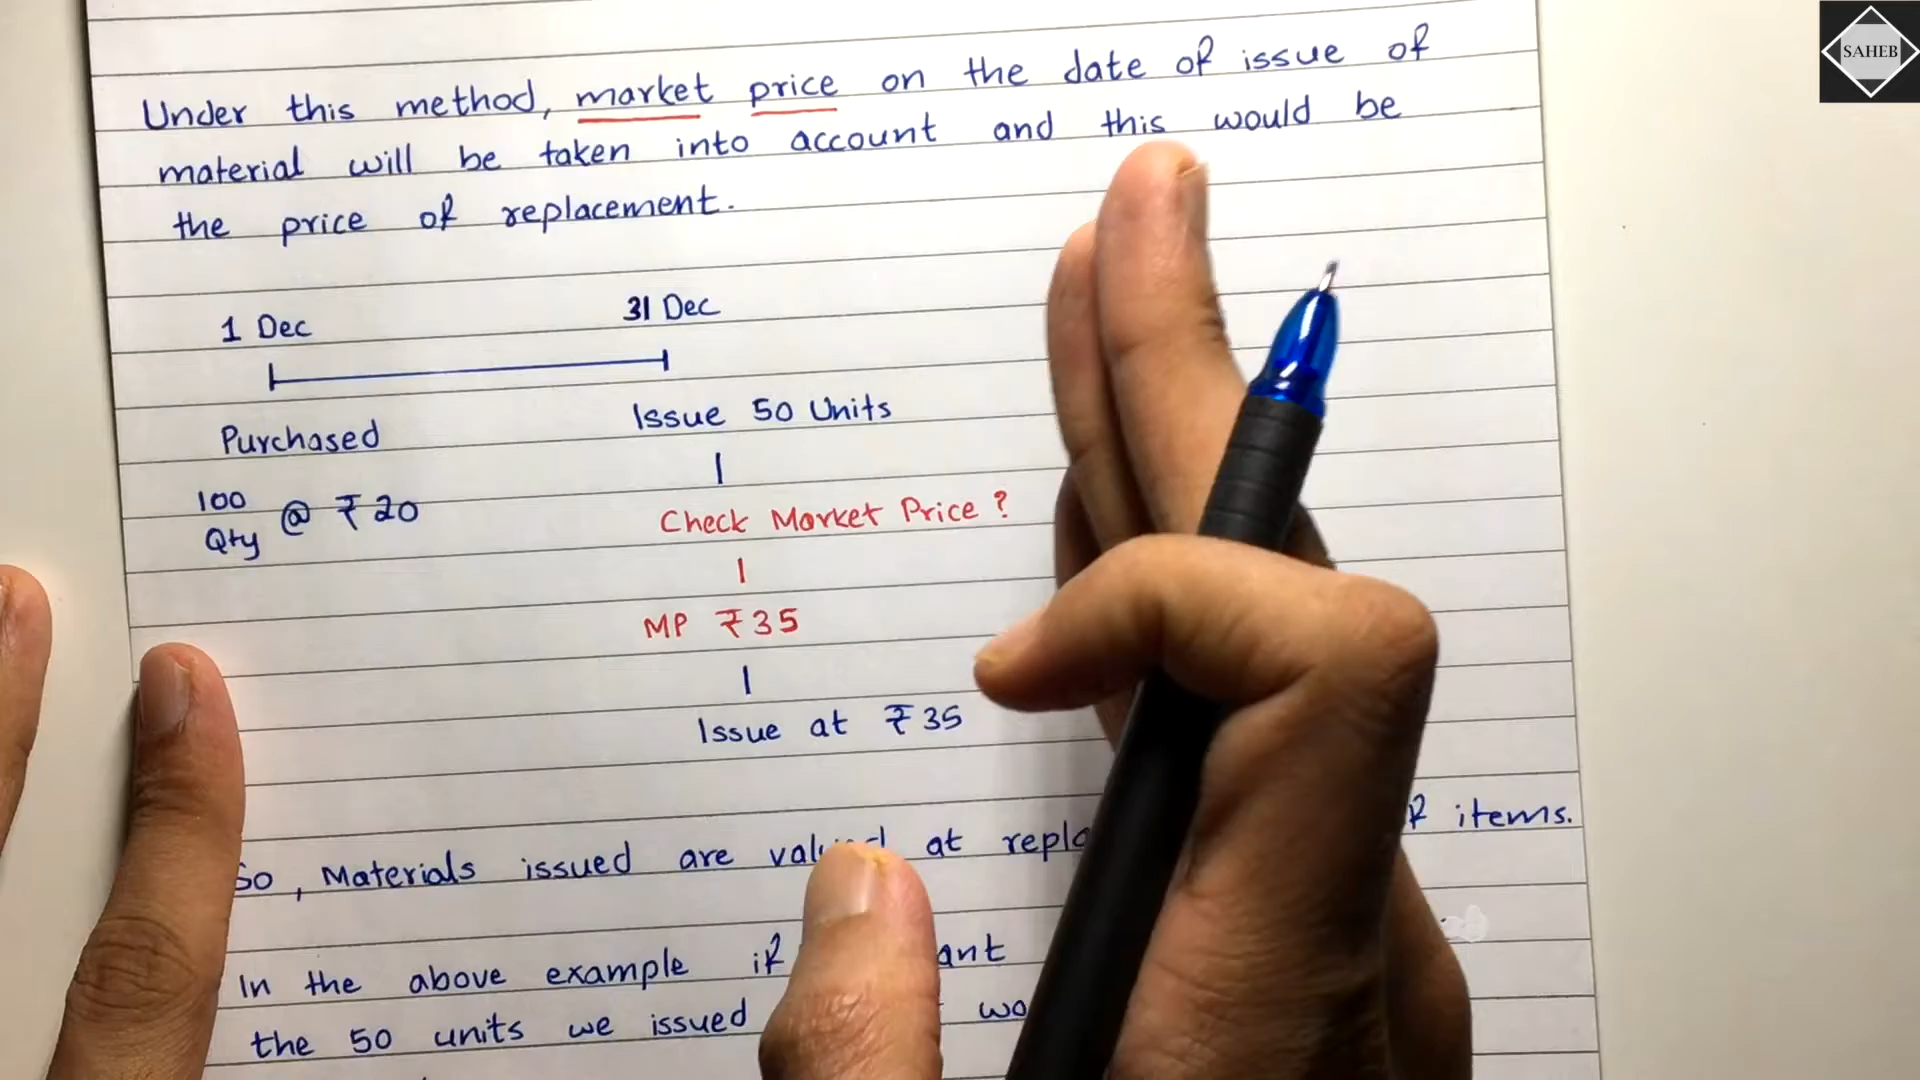 SAHEB
Under this method, market price on the date of issue of
material will be taken into account and this would be
the price of replacement.
1 Dec
31 Dec
Purchased
Issue 50 Units
100
Qty @ ₹20
Check Market Price ?
MP ₹35
Issue at ₹35
So, Materials issued are valued at items.
In the above example if
the 50 units we issued